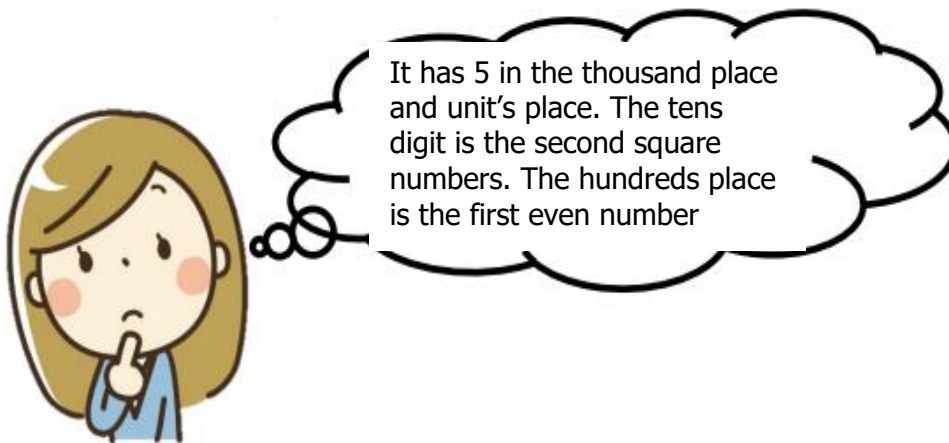 It has 5 in the thousand place
and unit’s place. The tens
digit is the second square
numbers. The hundreds place
is the first even number